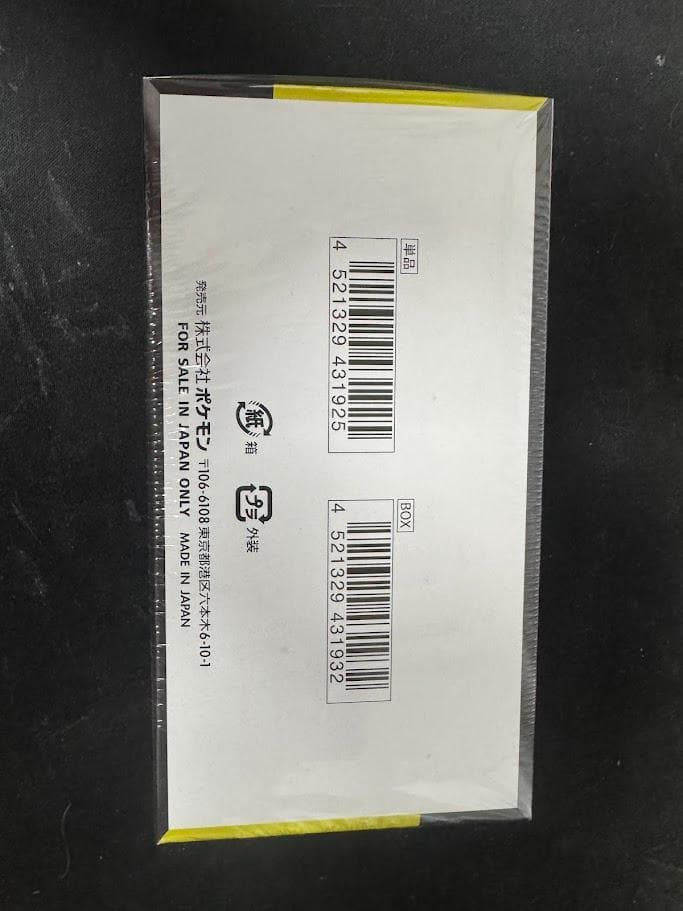 単品
4 521329 431925
BOX
4 521329 431932
紙 箱
プラ 外装
発売元 株式会社 ポケモン 〒106-6108 東京都港区六本木6-10-1
FOR SALE IN JAPAN ONLY MADE IN JAPAN